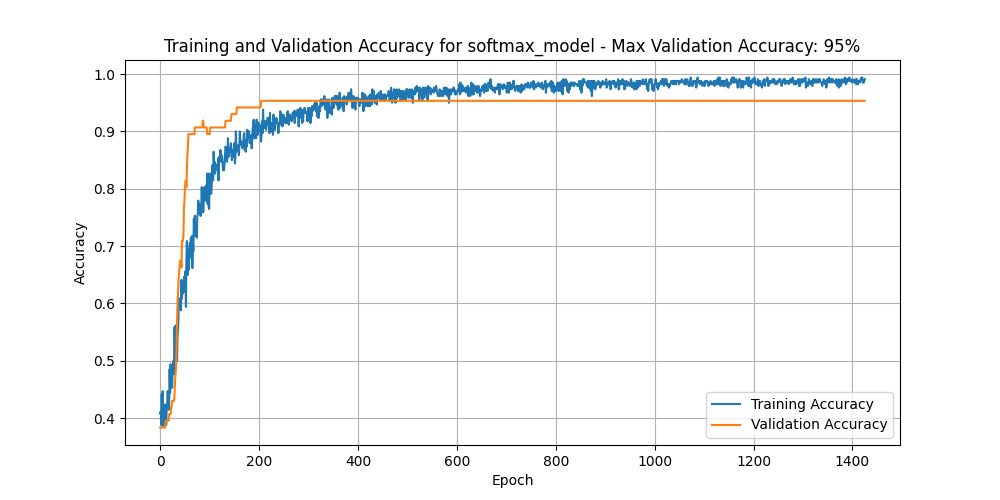 Training and Validation Accuracy for softmax_model - Max Validation Accuracy: 95%
1.0
0.9
0.8
0.7
0.6
0.5
0.4
Accuracy
0 200 400 600 800 1000 1200 1400
Epoch
Training Accuracy
Validation Accuracy